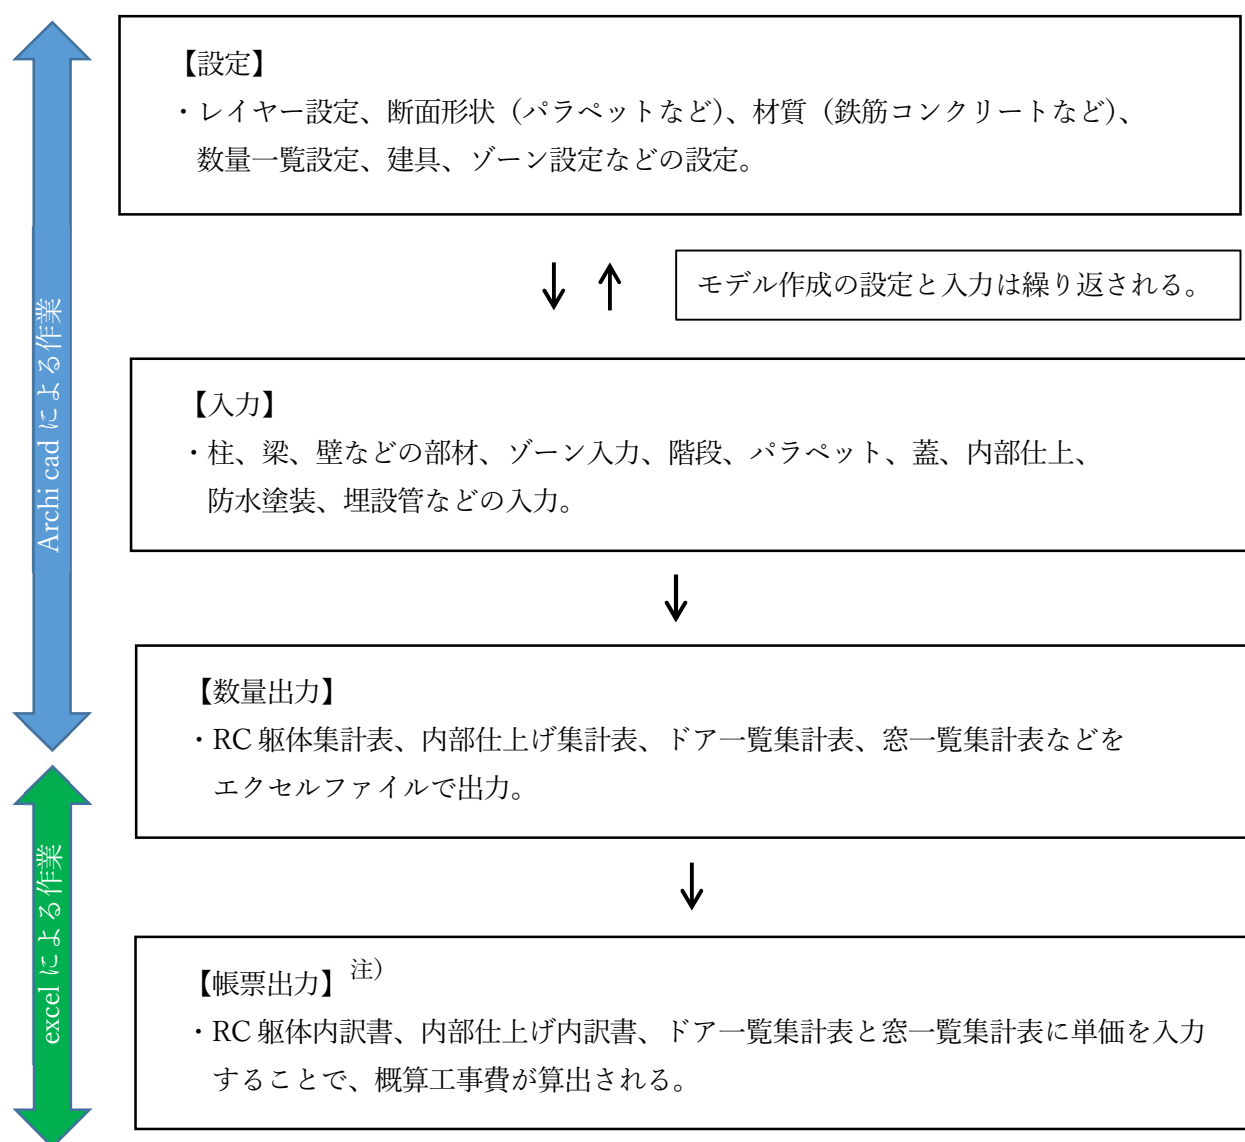 Archi cad による作業
【設定】
・レイヤー設定、断面形状（パラペットなど）、材質（鉄筋コンクリートなど）、
数量一覧設定、建具、ゾーン設定などの設定。
モデル作成の設定と入力は繰り返される。
【入力】
・柱、梁、壁などの部材、ゾーン入力、階段、パラペット、蓋、内部仕上、
防水塗装、埋設管などの入力。
【数量出力】
・RC 躯体集計表、内部仕上げ集計表、ドア一覧集計表、窓一覧集計表などを
エクセルファイルで出力。
excel による作業
【帳票出力】注）
・RC 躯体内訳書、内部仕上げ内訳書、ドア一覧集計表と窓一覧集計表に単価を入力
することで、概算工事費が算出される。